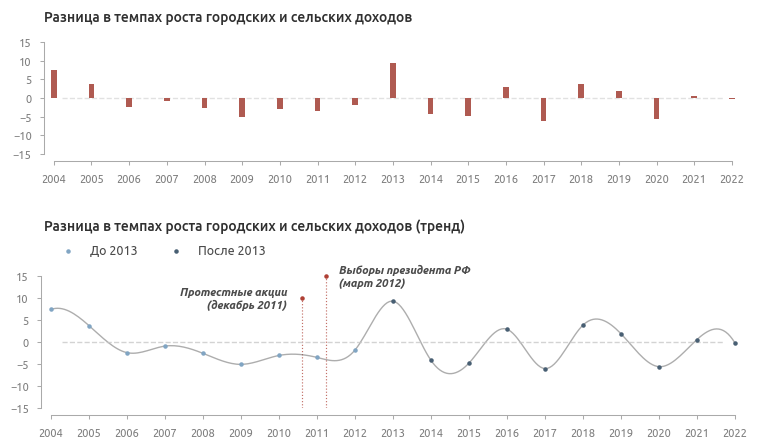 Разница в темпах роста городских и сельских доходов
15
10
5
0
−5
−10
−15
2004 2005 2006 2007 2008 2009 2010 2011 2012 2013 2014 2015 2016 2017 2018 2019 2020 2021 2022
Разница в темпах роста городских и сельских доходов (тренд)
До 2013 После 2013
Выборы президента РФ
(март 2012)
Протестные акции
(декабрь 2011)
15
10
5
0
−5
−10
−15
2004 2005 2006 2007 2008 2009 2010 2011 2012 2013 2014 2015 2016 2017 2018 2019 2020 2021 2022